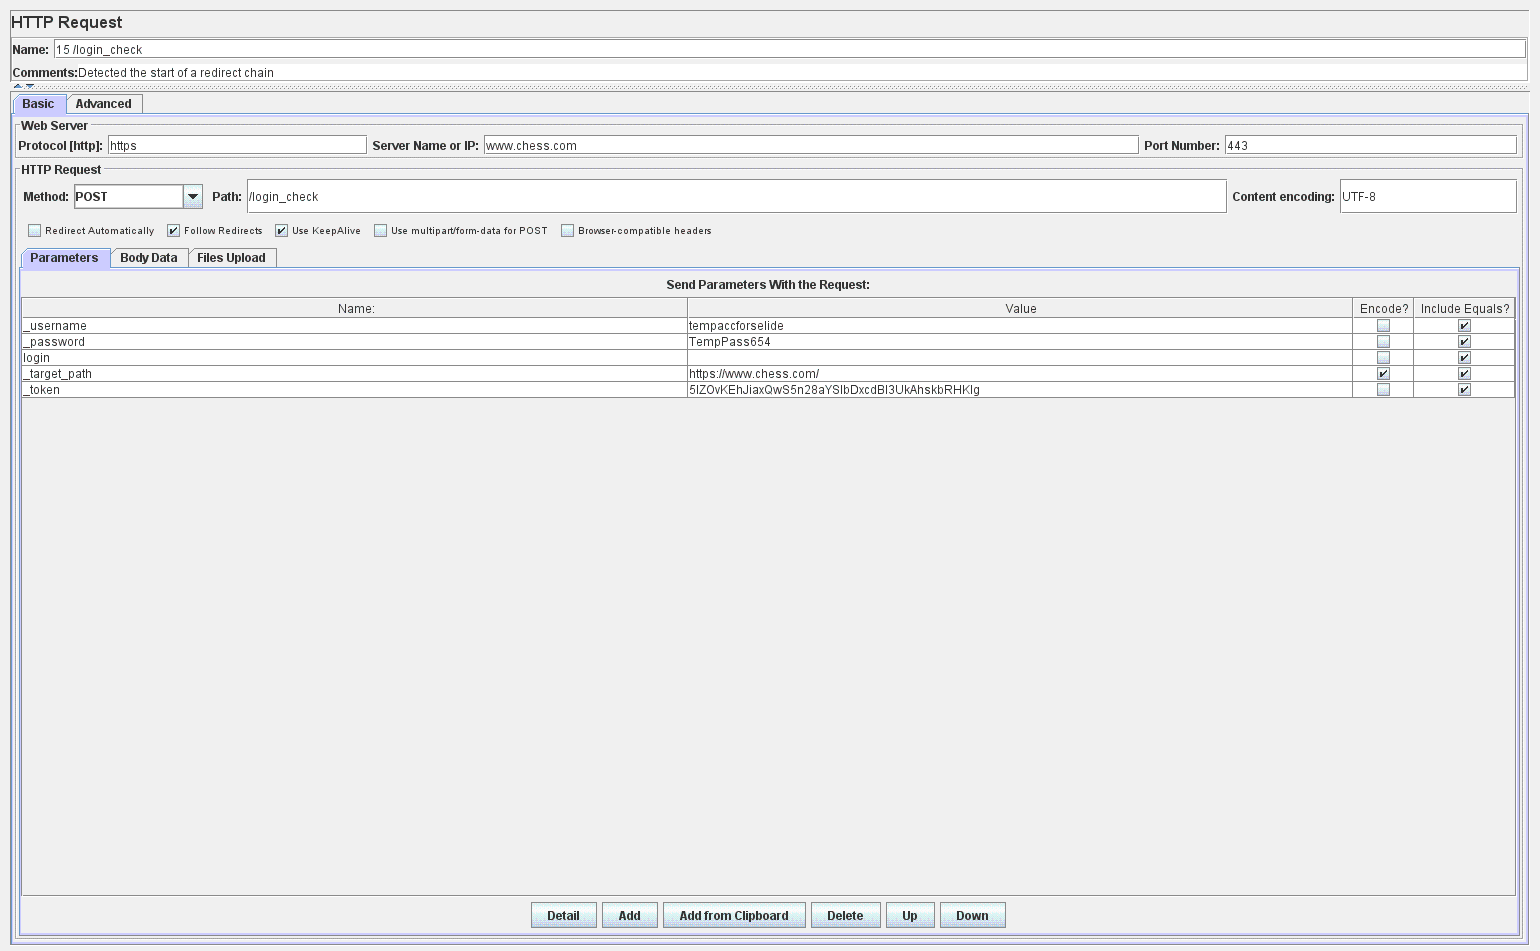 HTTP Request
Name: 15 /login_check
Comments: Detected the start of a redirect chain
Basic Advanced
Web Server
Protocol [http]: https Server Name or IP: www.chess.com Port Number: 443
HTTP Request
Method: POST Path: /login_check Content encoding: UTF-8
Redirect Automatically Follow Redirects Use KeepAlive Use multipart/form-data for POST Browser-compatible headers
Parameters Body Data Files Upload
Send Parameters With the Request:
Name: Value Encode? Include Equals?
_username tempaccforselide
_password TempPass654
login
_target_path https://www.chess.com/
_token
Detail Add Add from Clipboard Delete Up Down